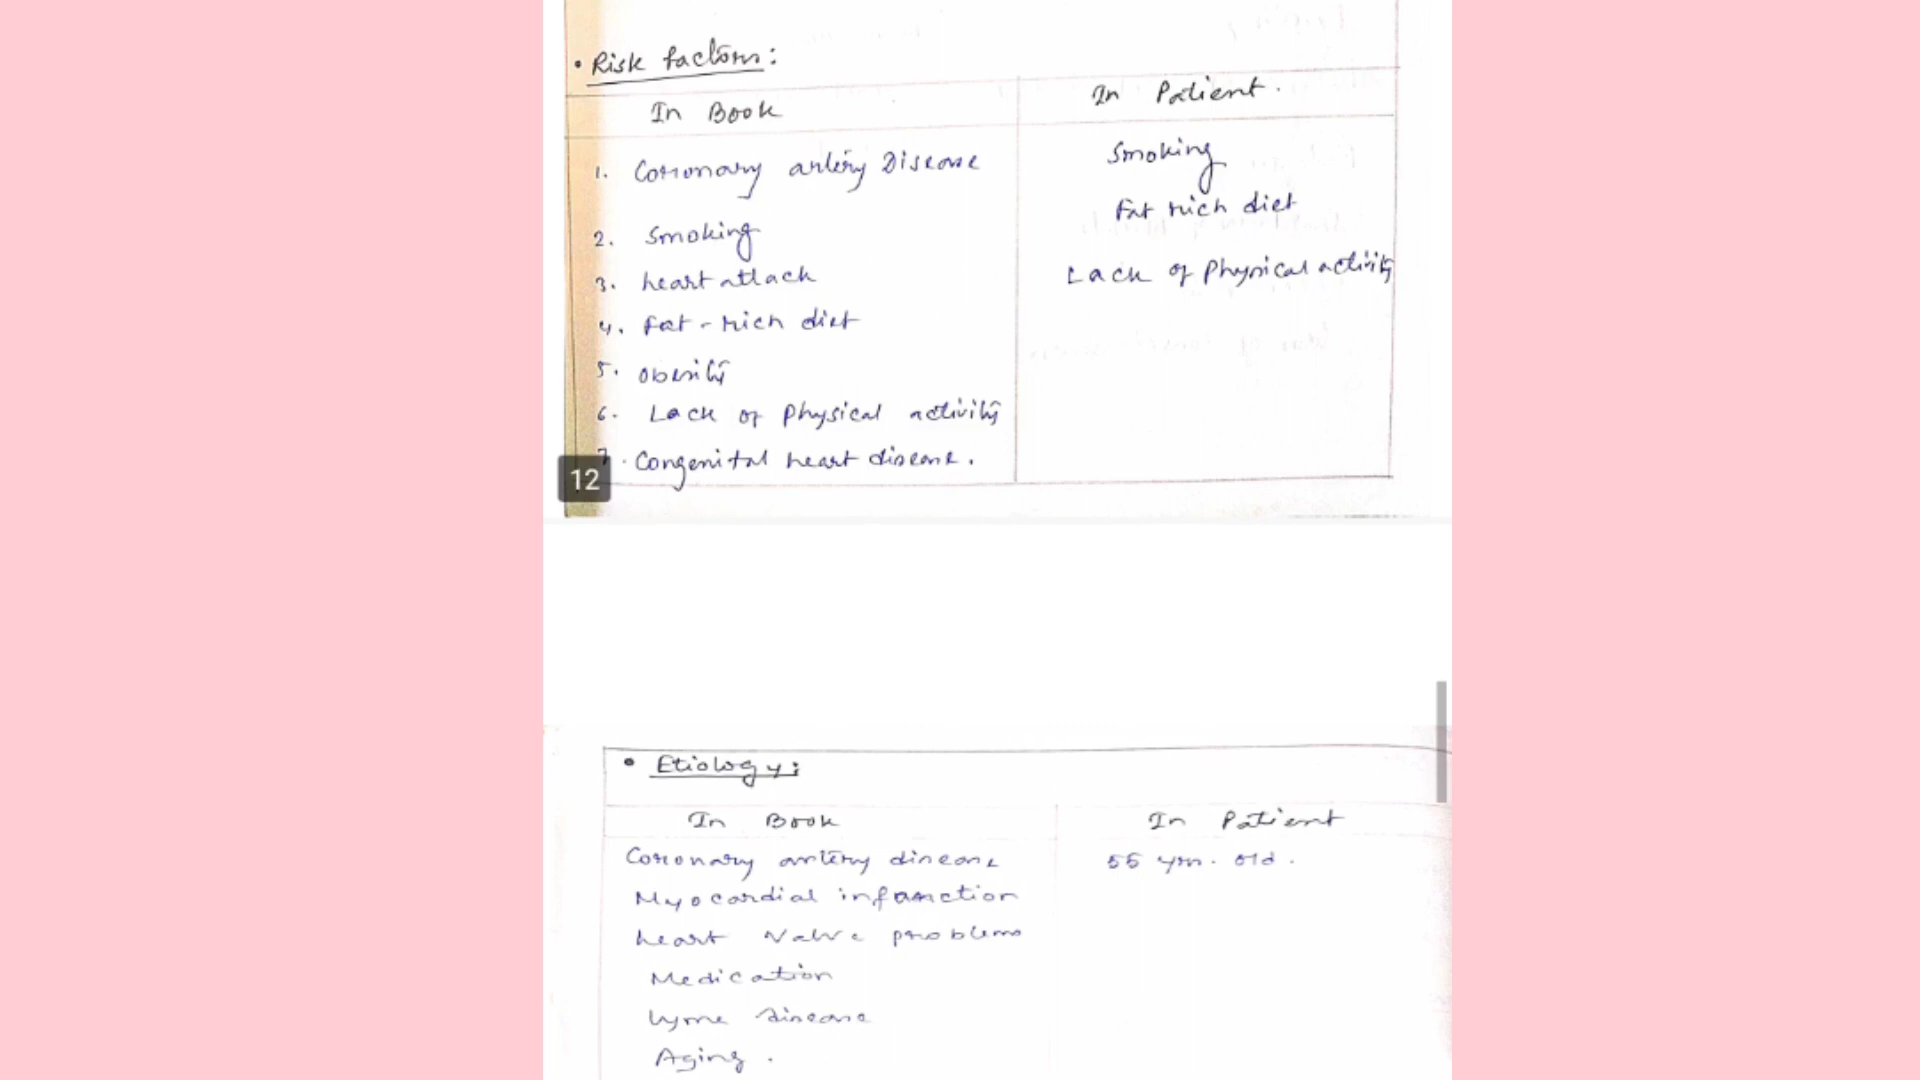 • Risk factors:
In Book
In Patient.
1. Coronary artery Disease
Smoking
2. Smoking
Fat rich diet
3. heart attack
Lack of Physical activity
4. Fat-rich diet
5. Obesity
6. Lack of Physical activity
7. Congenital heart disease.
12
• Etiology:
In Book
In Patient
Coronary artery disease
55 yrs. old.
Myocardial infarction
heart Valve problems
Medication
lyme disease
Aging.